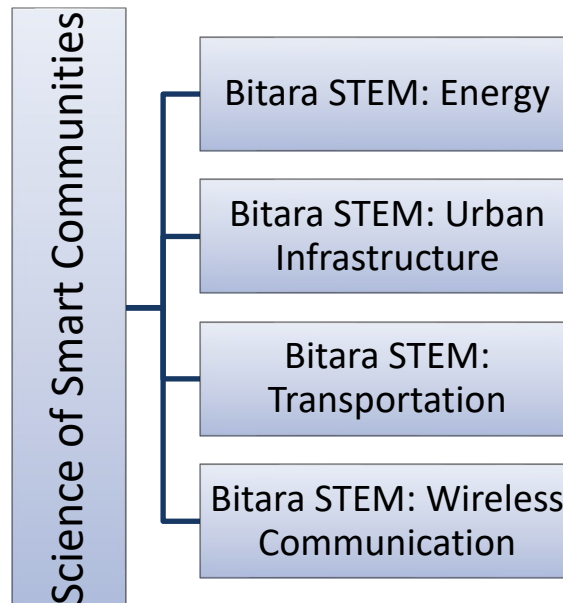 Science of Smart Communities
Bitara STEM: Energy
Bitara STEM: Urban
Infrastructure
Bitara STEM:
Transportation
Bitara STEM: Wireless
Communication